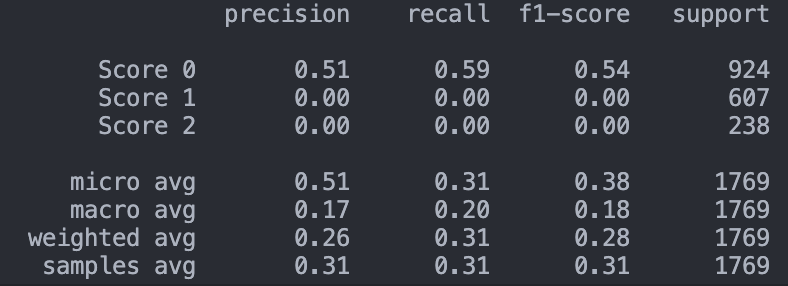 precision recall f1-score support
Score 0 0.51 0.59 0.54 924
Score 1 0.00 0.00 0.00 607
Score 2 0.00 0.00 0.00 238
micro avg 0.51 0.31 0.38 1769
macro avg 0.17 0.20 0.18 1769
weighted avg 0.26 0.31 0.28 1769
samples avg 0.31 0.31 0.31 1769